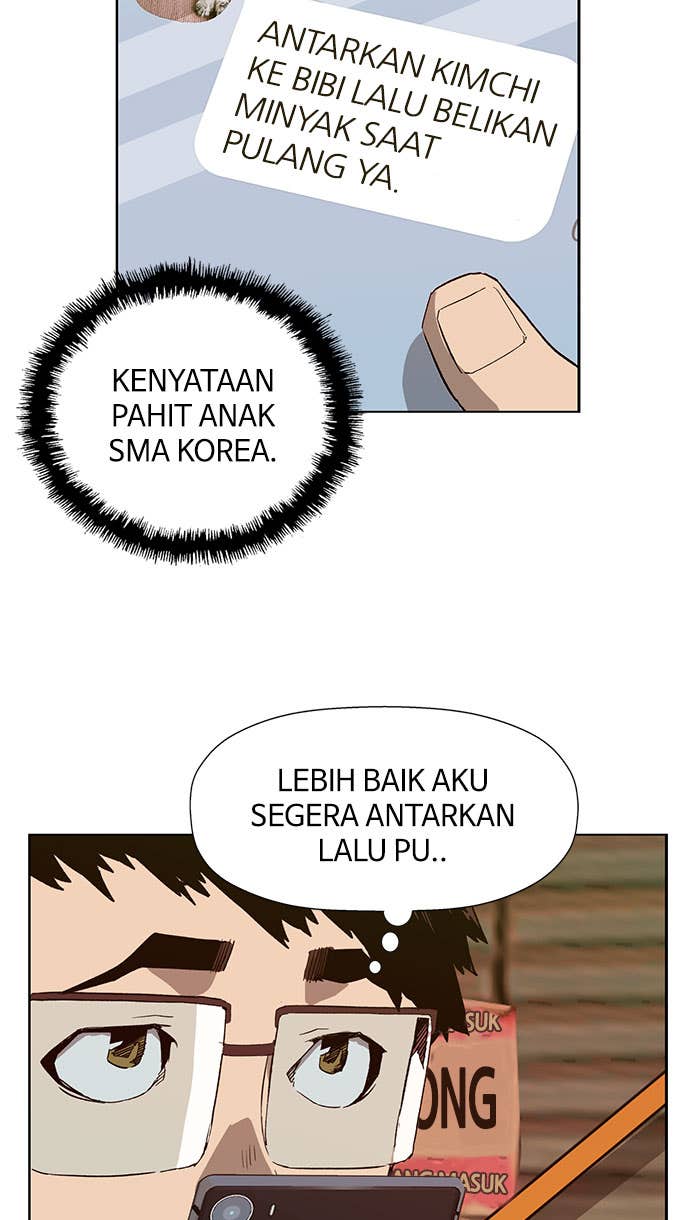 ANTARKAN KIMCHI
KE BIBI LALU BELIKAN
MINYAK SAAT
PULANG YA.
KENYATAAN
PAHIT ANAK
SMA KOREA.
LEBIH BAIK AKU
SEGERA ANTARKAN
LALU PU..
ASUK
ONG
ANG MASUK